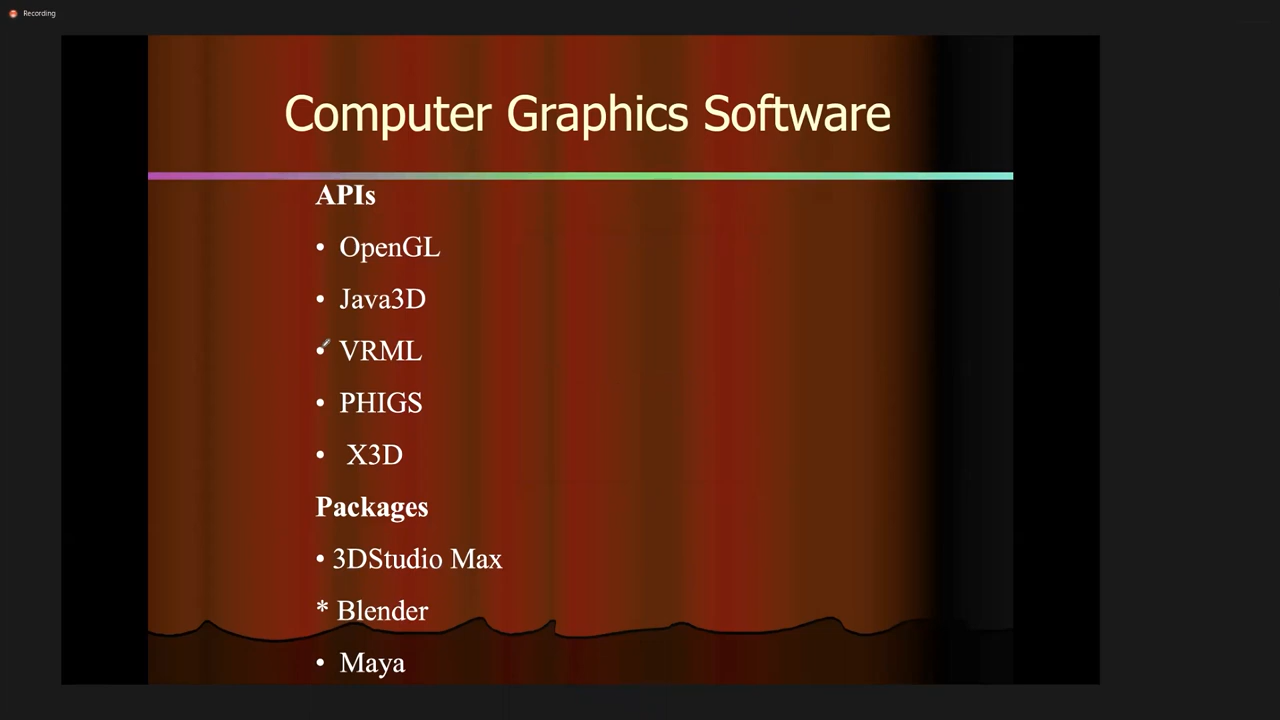 Recording
Computer Graphics Software
APIs
• OpenGL
• Java3D
• VRML
• PHIGS
• X3D
Packages
• 3DStudio Max
* Blender
• Maya